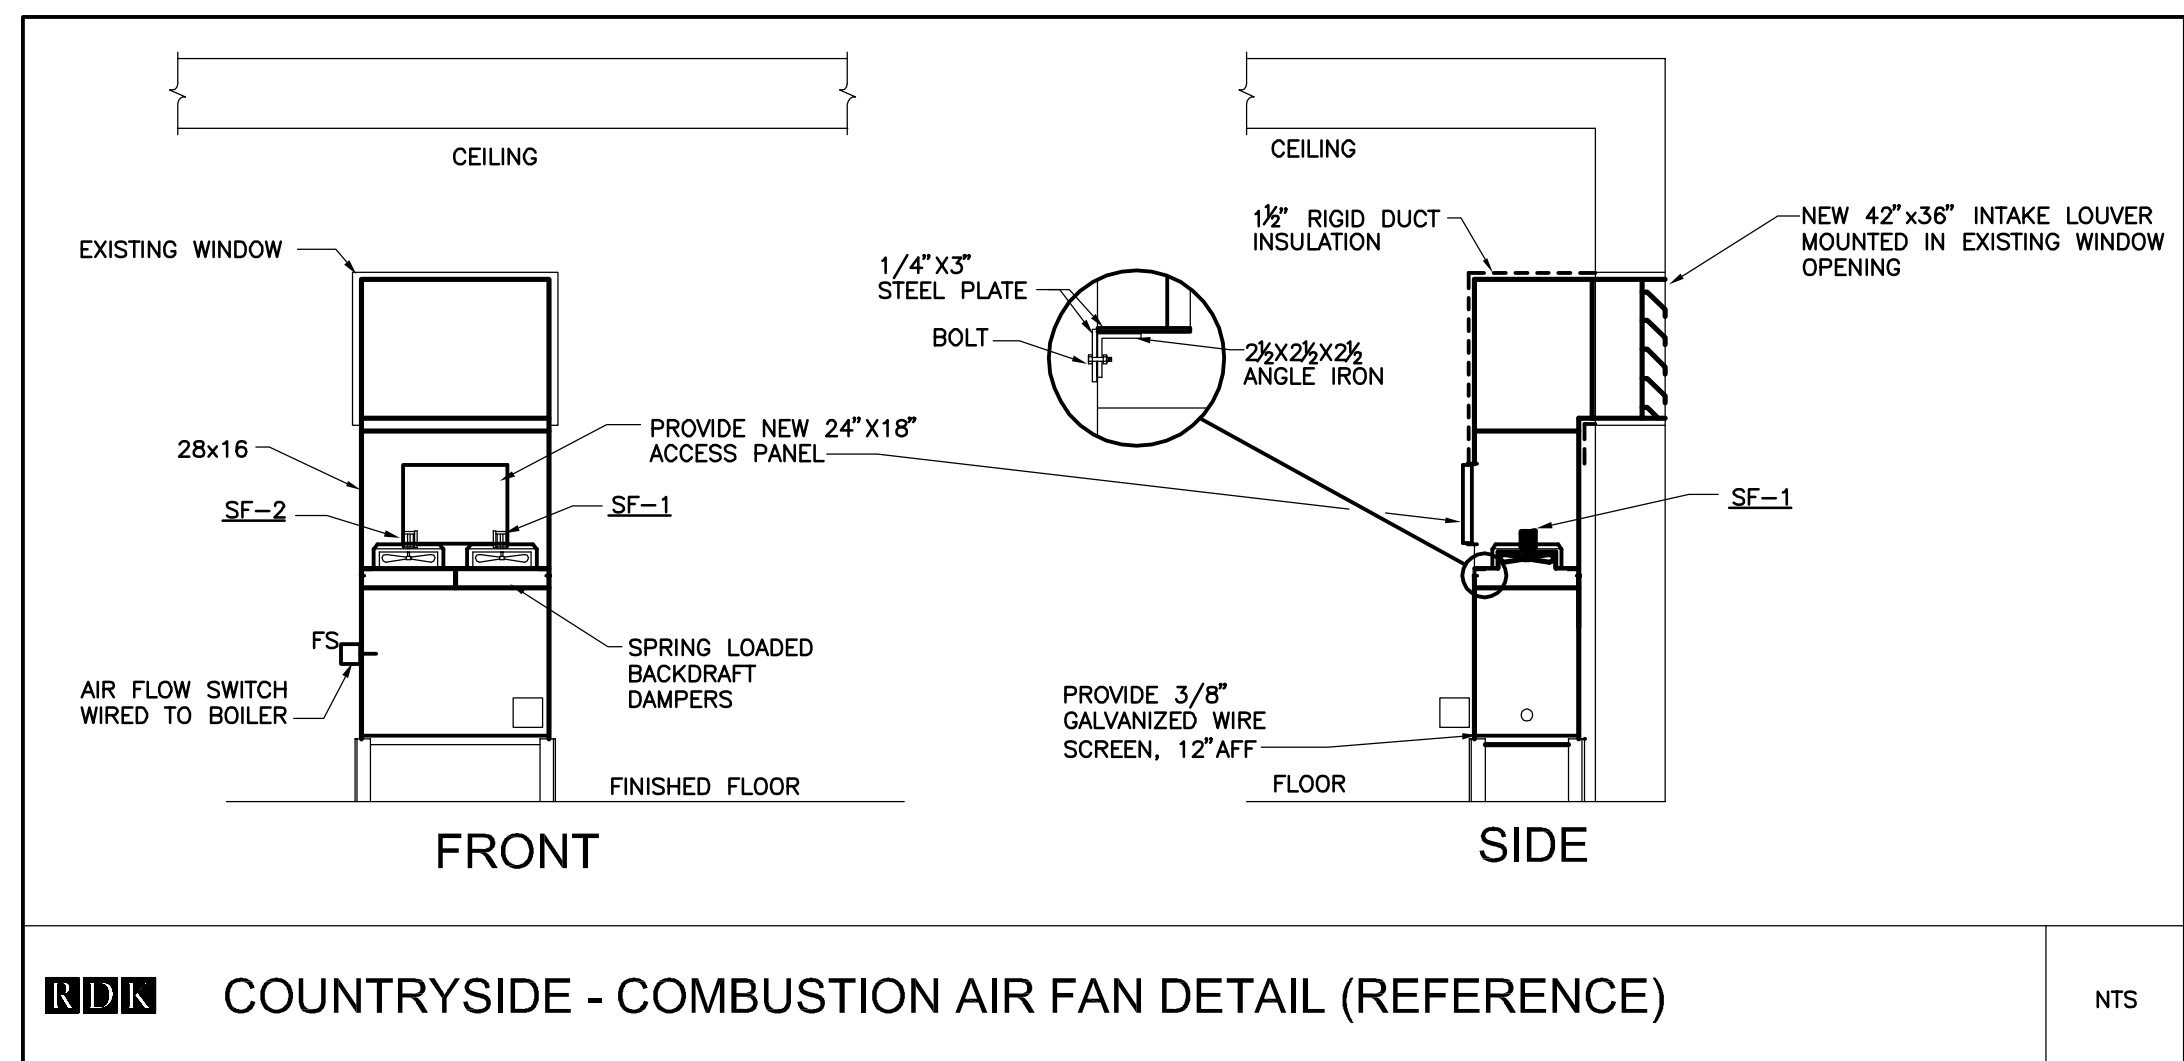 CEILING
EXISTING WINDOW
28x16
SF-2
PROVIDE NEW 24"X18"
ACCESS PANEL
SF-1
FS
AIR FLOW SWITCH
WIRED TO BOILER
SPRING LOADED
BACKDRAFT
DAMPERS
FINISHED FLOOR
FRONT
CEILING
1½" RIGID DUCT
INSULATION
NEW 42"x36" INTAKE LOUVER
MOUNTED IN EXISTING WINDOW
OPENING
1/4"X3"
STEEL PLATE
BOLT
2½X2½X2½
ANGLE IRON
SF-1
PROVIDE 3/8"
GALVANIZED WIRE
SCREEN, 12"AFF
FLOOR
SIDE
RDK
COUNTRYSIDE - COMBUSTION AIR FAN DETAIL (REFERENCE)
NTS